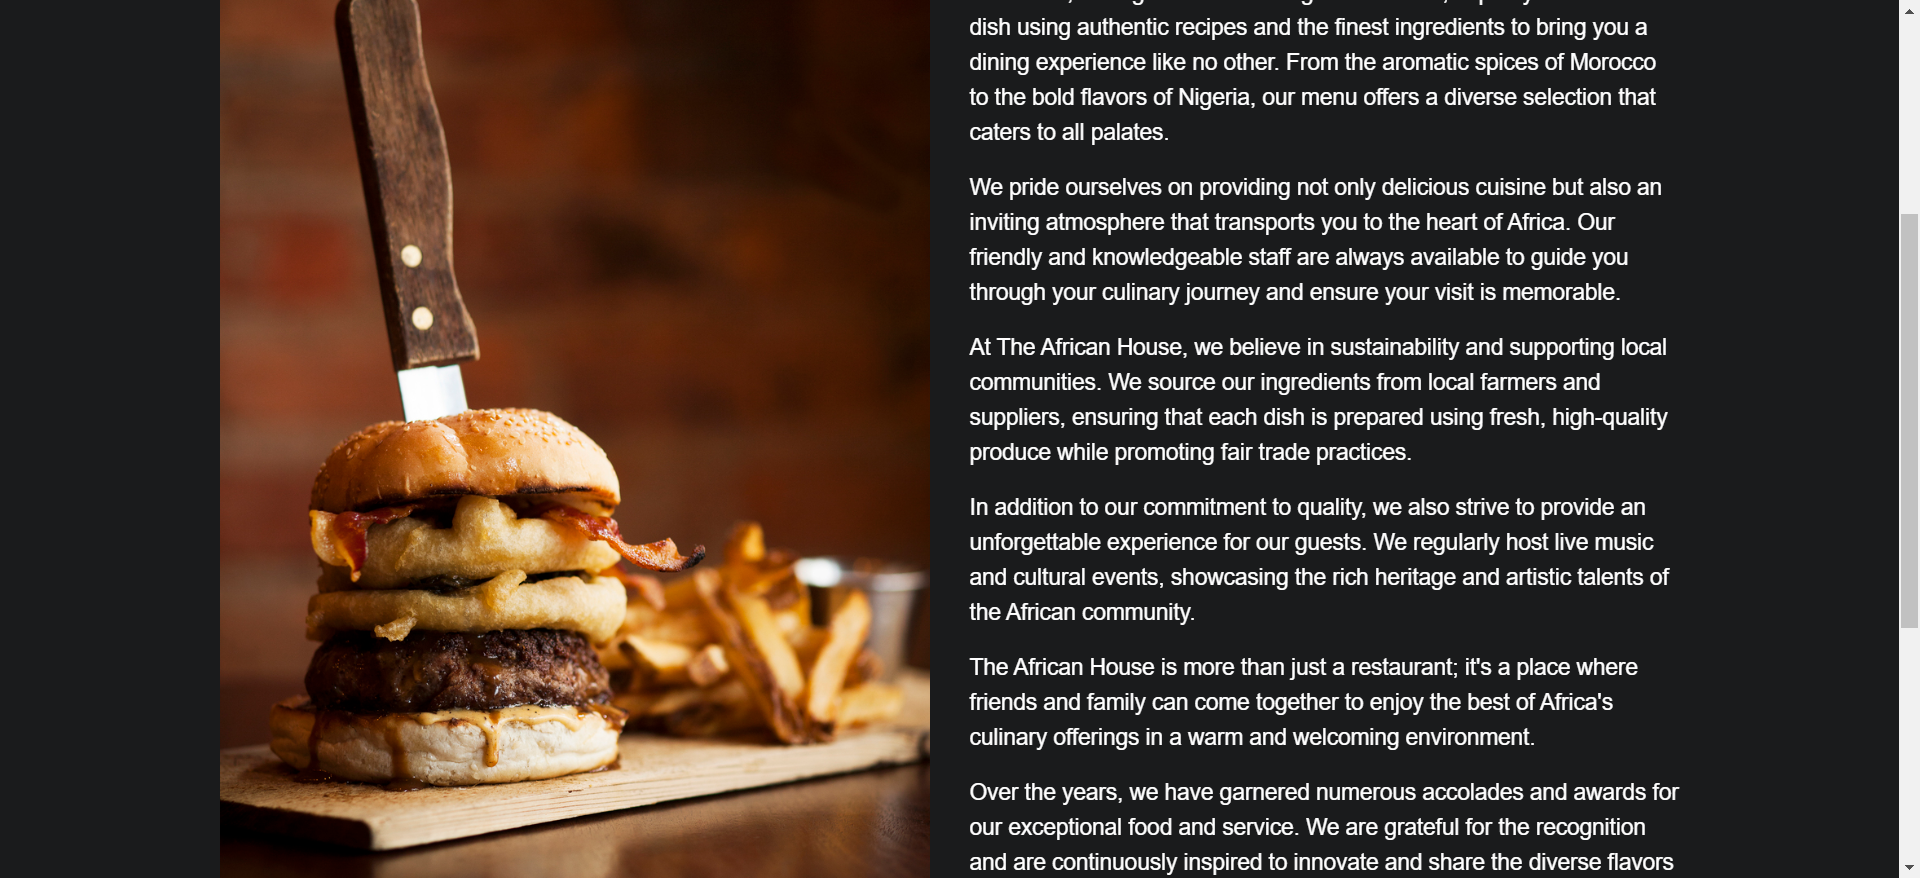 dish using authentic recipes and the finest ingredients to bring you a
dining experience like no other. From the aromatic spices of Morocco
to the bold flavors of Nigeria, our menu offers a diverse selection that
caters to all palates.
We pride ourselves on providing not only delicious cuisine but also an
inviting atmosphere that transports you to the heart of Africa. Our
friendly and knowledgeable staff are always available to guide you
through your culinary journey and ensure your visit is memorable.
At The African House, we believe in sustainability and supporting local
communities. We source our ingredients from local farmers and
suppliers, ensuring that each dish is prepared using fresh, high-quality
produce while promoting fair trade practices.
In addition to our commitment to quality, we also strive to provide an
unforgettable experience for our guests. We regularly host live music
and cultural events, showcasing the rich heritage and artistic talents of
the African community.
The African House is more than just a restaurant; it's a place where
friends and family can come together to enjoy the best of Africa's
culinary offerings in a warm and welcoming environment.
Over the years, we have garnered numerous accolades and awards for
our exceptional food and service. We are grateful for the recognition
and are continuously inspired to innovate and share the diverse flavors